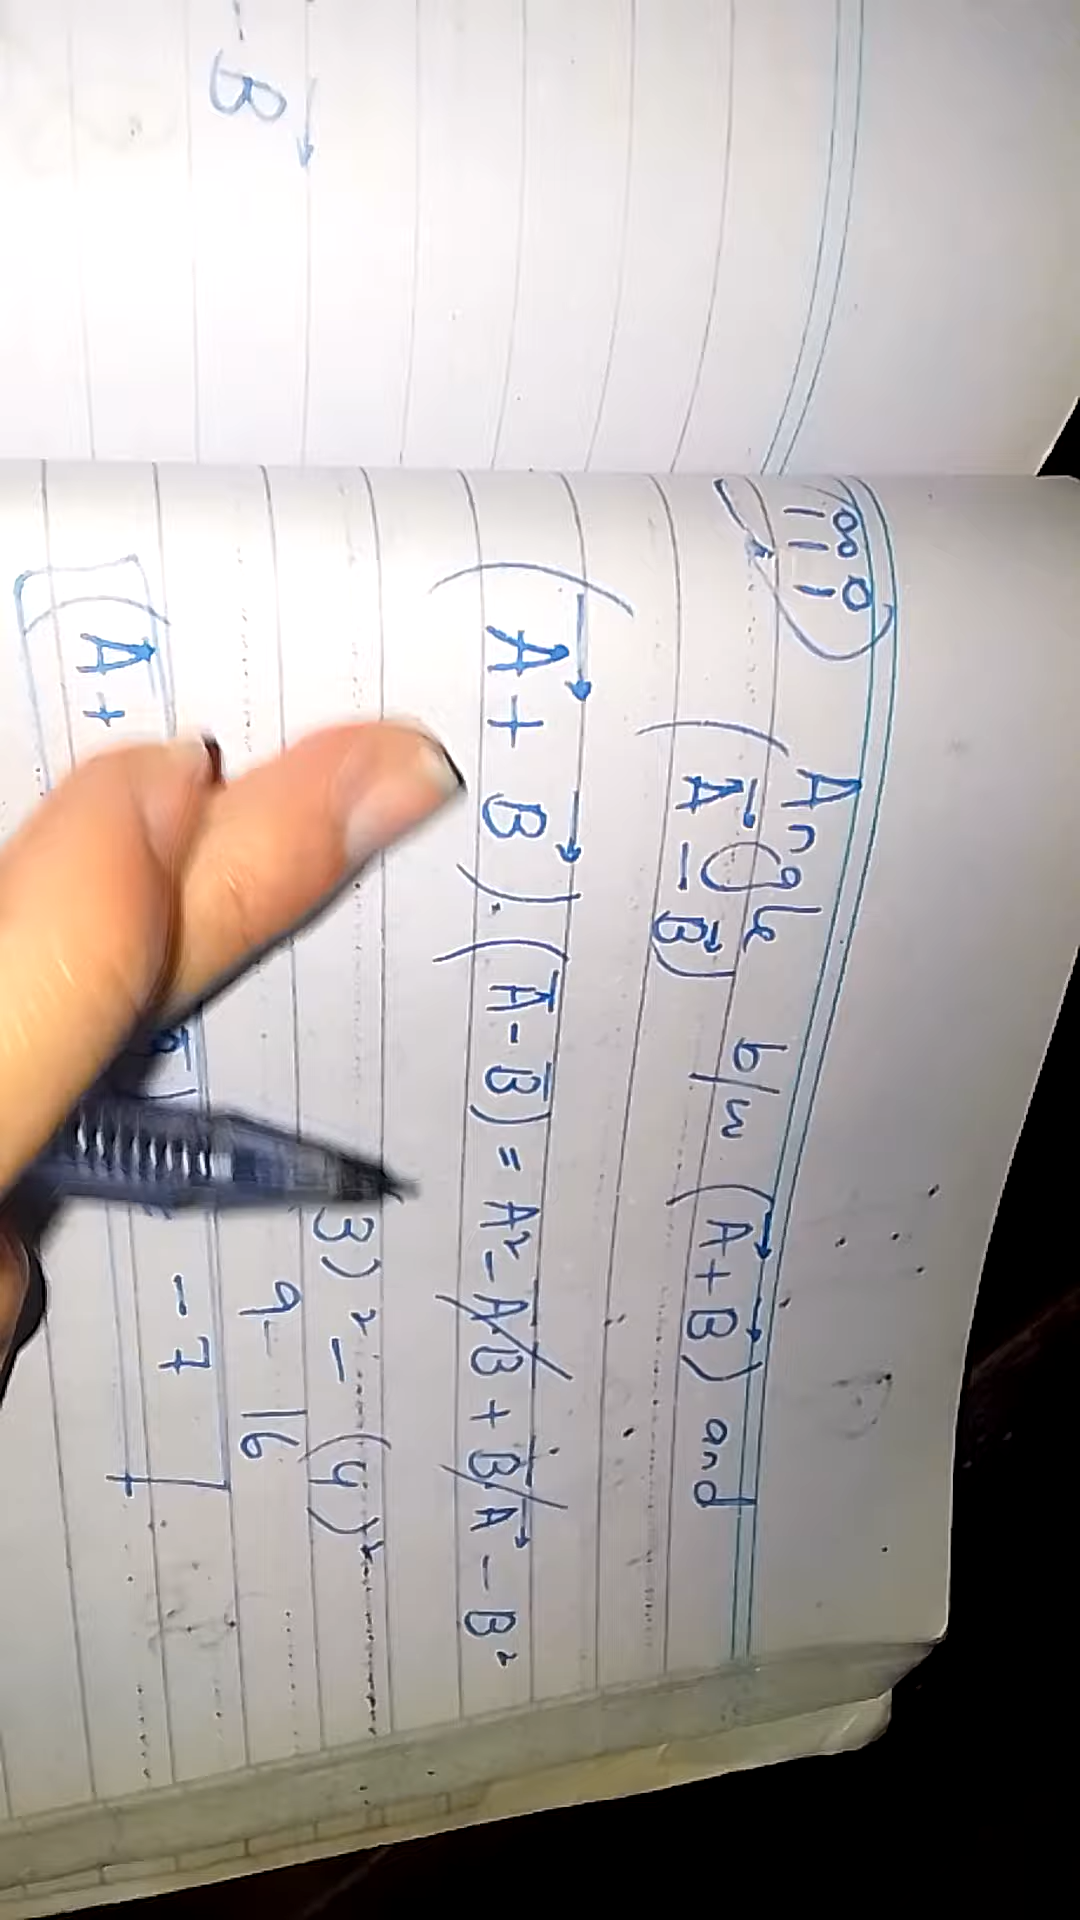 - B
iii) Angle b/w (A+B) and
(A - B)
(A + B).(A - B) = A² - A.B + B.A - B² 
3)² - (4)²
9 - 16
(A + - 7